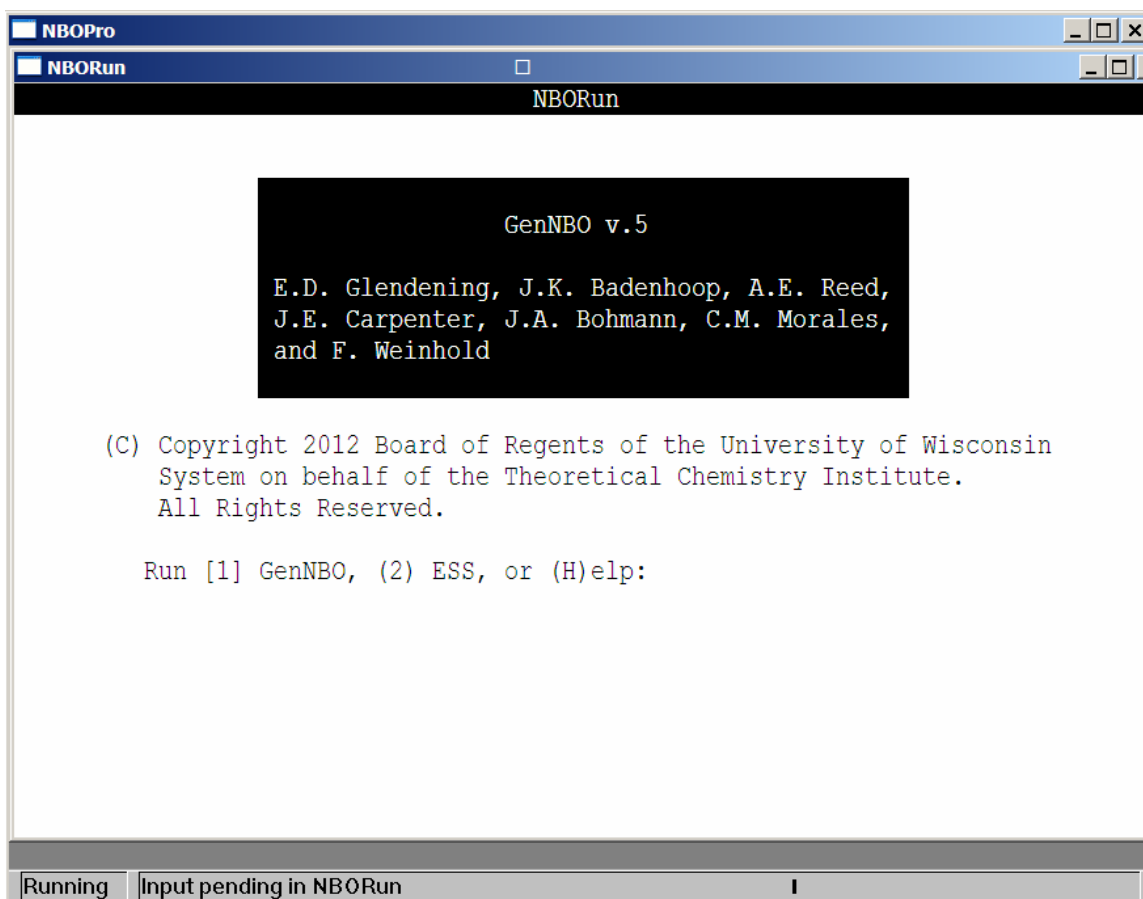 NBOPro
NBORun
NBORun
GenNBO v.5
E.D. Glendening, J.K. Badenhoop, A.E. Reed,
J.E. Carpenter, J.A. Bohmann, C.M. Morales,
and F. Weinhold
(C) Copyright 2012 Board of Regents of the University of Wisconsin
System on behalf of the Theoretical Chemistry Institute.
All Rights Reserved.
Run [1] GenNBO, (2) ESS, or (H)elp:
Running
Input pending in NBORun